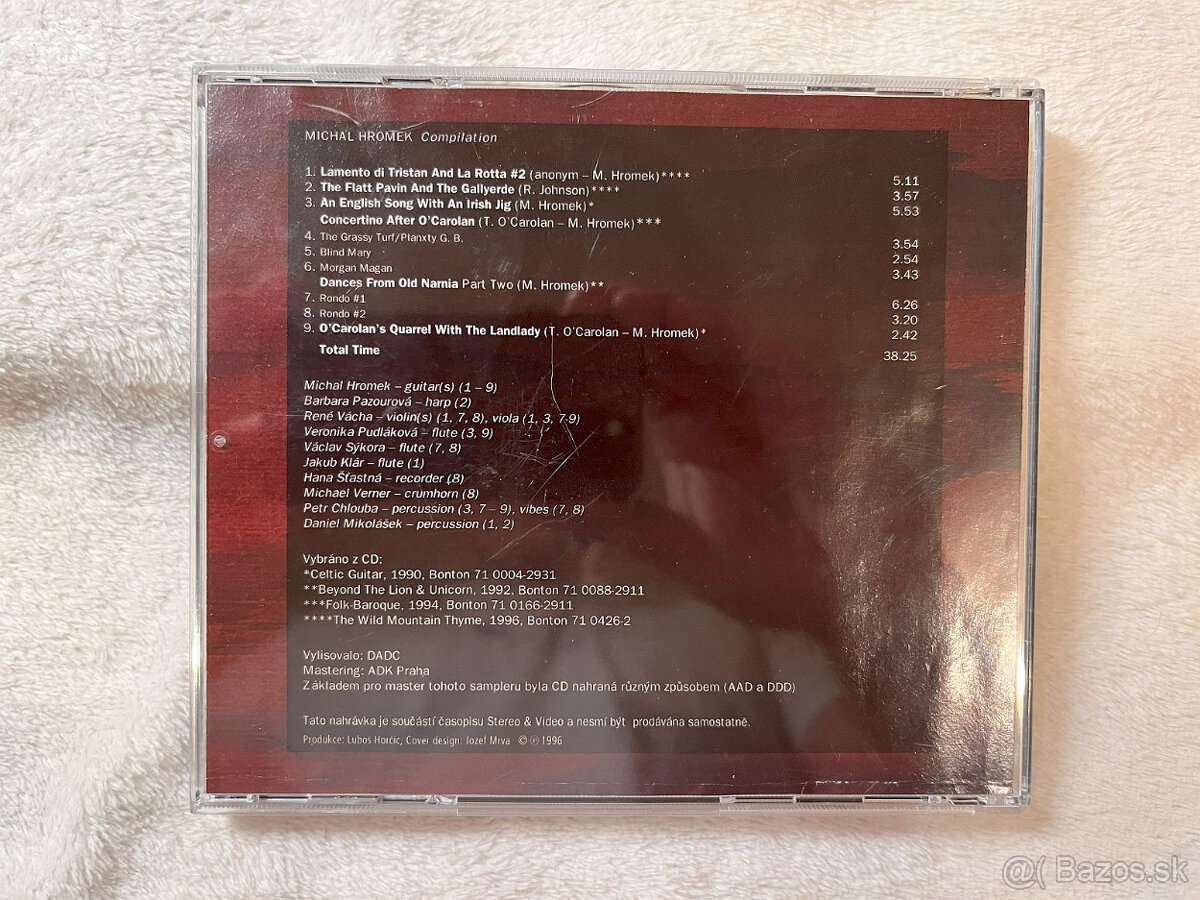 MICHAL HROMEK Compilation
1. Lamento di Tristan And La Rotta #2 (anonym – M. Hromek)**** 5.11
2. The Flatt Pavin And The Gallyerde (R. Johnson)**** 3.57
3. An English Song With An Irish Jig (M. Hromek)* 5.53
Concertino After O'Carolan (T. O'Carolan – M. Hromek)***
4. The Grassy Turf/Planxty G. B. 3.54
5. Blind Mary 2.54
6. Morgan Magan 3.43
Dances From Old Narnia Part Two (M. Hromek)**
7. Rondo #1 6.26
8. Rondo #2 3.20
9. O'Carolan's Quarrel With The Landlady (T. O'Carolan – M. Hromek)* 2.42
Total Time 38.25
Michal Hromek – guitar(s) (1 – 9)
Barbara Pazourová – harp (2)
René Vácha – violin(s) (1, 7, 8), viola (1, 3, 7-9)
Veronika Pudláková – flute (3, 9)
Václav Sýkora – flute (7, 8)
Jakub Klár – flute (1)
Hana Šťastná – recorder (8)
Michael Verner – crumhorn (8)
Petr Chlouba – percussion (3, 7 – 9), vibes (7, 8)
Daniel Mikolášek – percussion (1, 2)
Vybráno z CD:
*Celtic Guitar, 1990, Bonton 71 0004-2931
**Beyond The Lion & Unicorn, 1992, Bonton 71 0088-2911
***Folk-Baroque, 1994, Bonton 71 0166-2911
****The Wild Mountain Thyme, 1996, Bonton 71 0426-2
Vylisovalo: DADC
Mastering: ADK Praha
Základem pro master tohoto sampleru byla CD nahraná různým způsobem (AAD a DDD)
Tato nahrávka je součástí časopisu Stereo & Video a nesmí být prodávána samostatně.
Produkce: Luboš Horčic, Cover design: Jozef Mrva © ℗ 1996
@( Bazos.sk